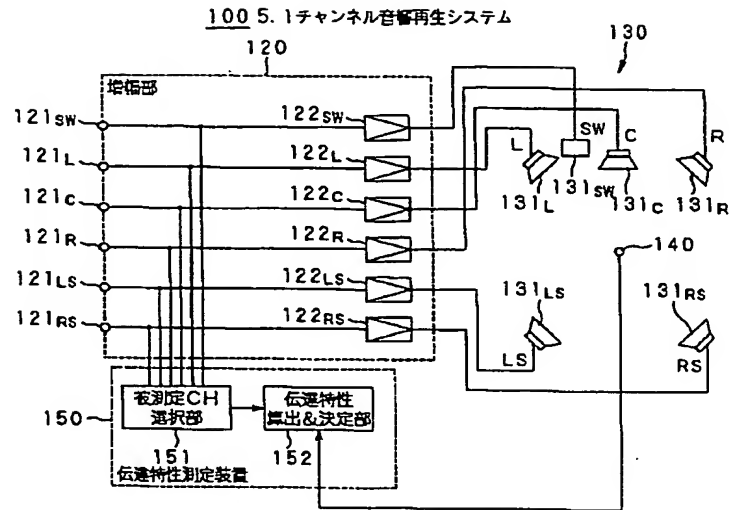 100 5.1チャンネル音響再生システム
120
130
増幅部
121SW
122SW
121L
122L
121C
122C
121R
122R
121LS
122LS
121RS
122RS
L
SW
C
R
131L
131SW
131C
131R
140
131LS
131RS
LS
RS
150
被測定CH
選択部
伝達特性
算出&決定部
151
152
伝達特性測定装置